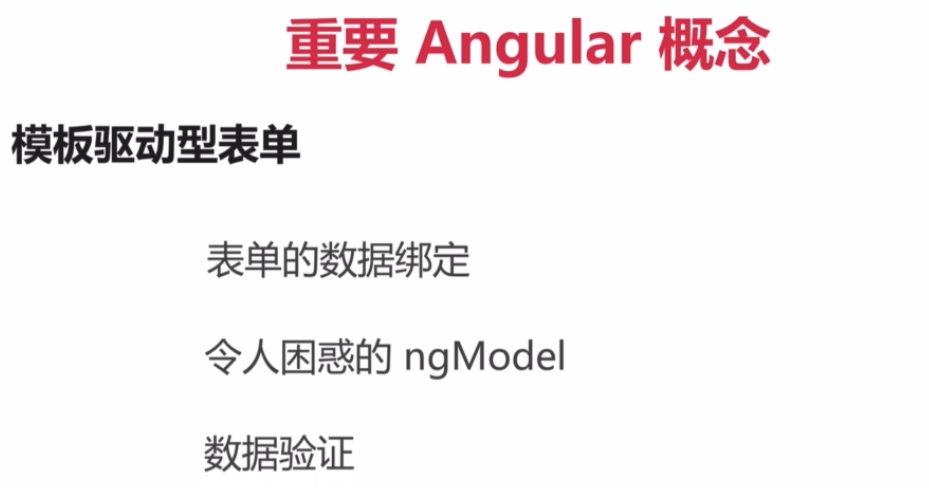 重要 Angular 概念
模板驱动型表单
表单的数据绑定
令人困惑的 ngModel
数据验证